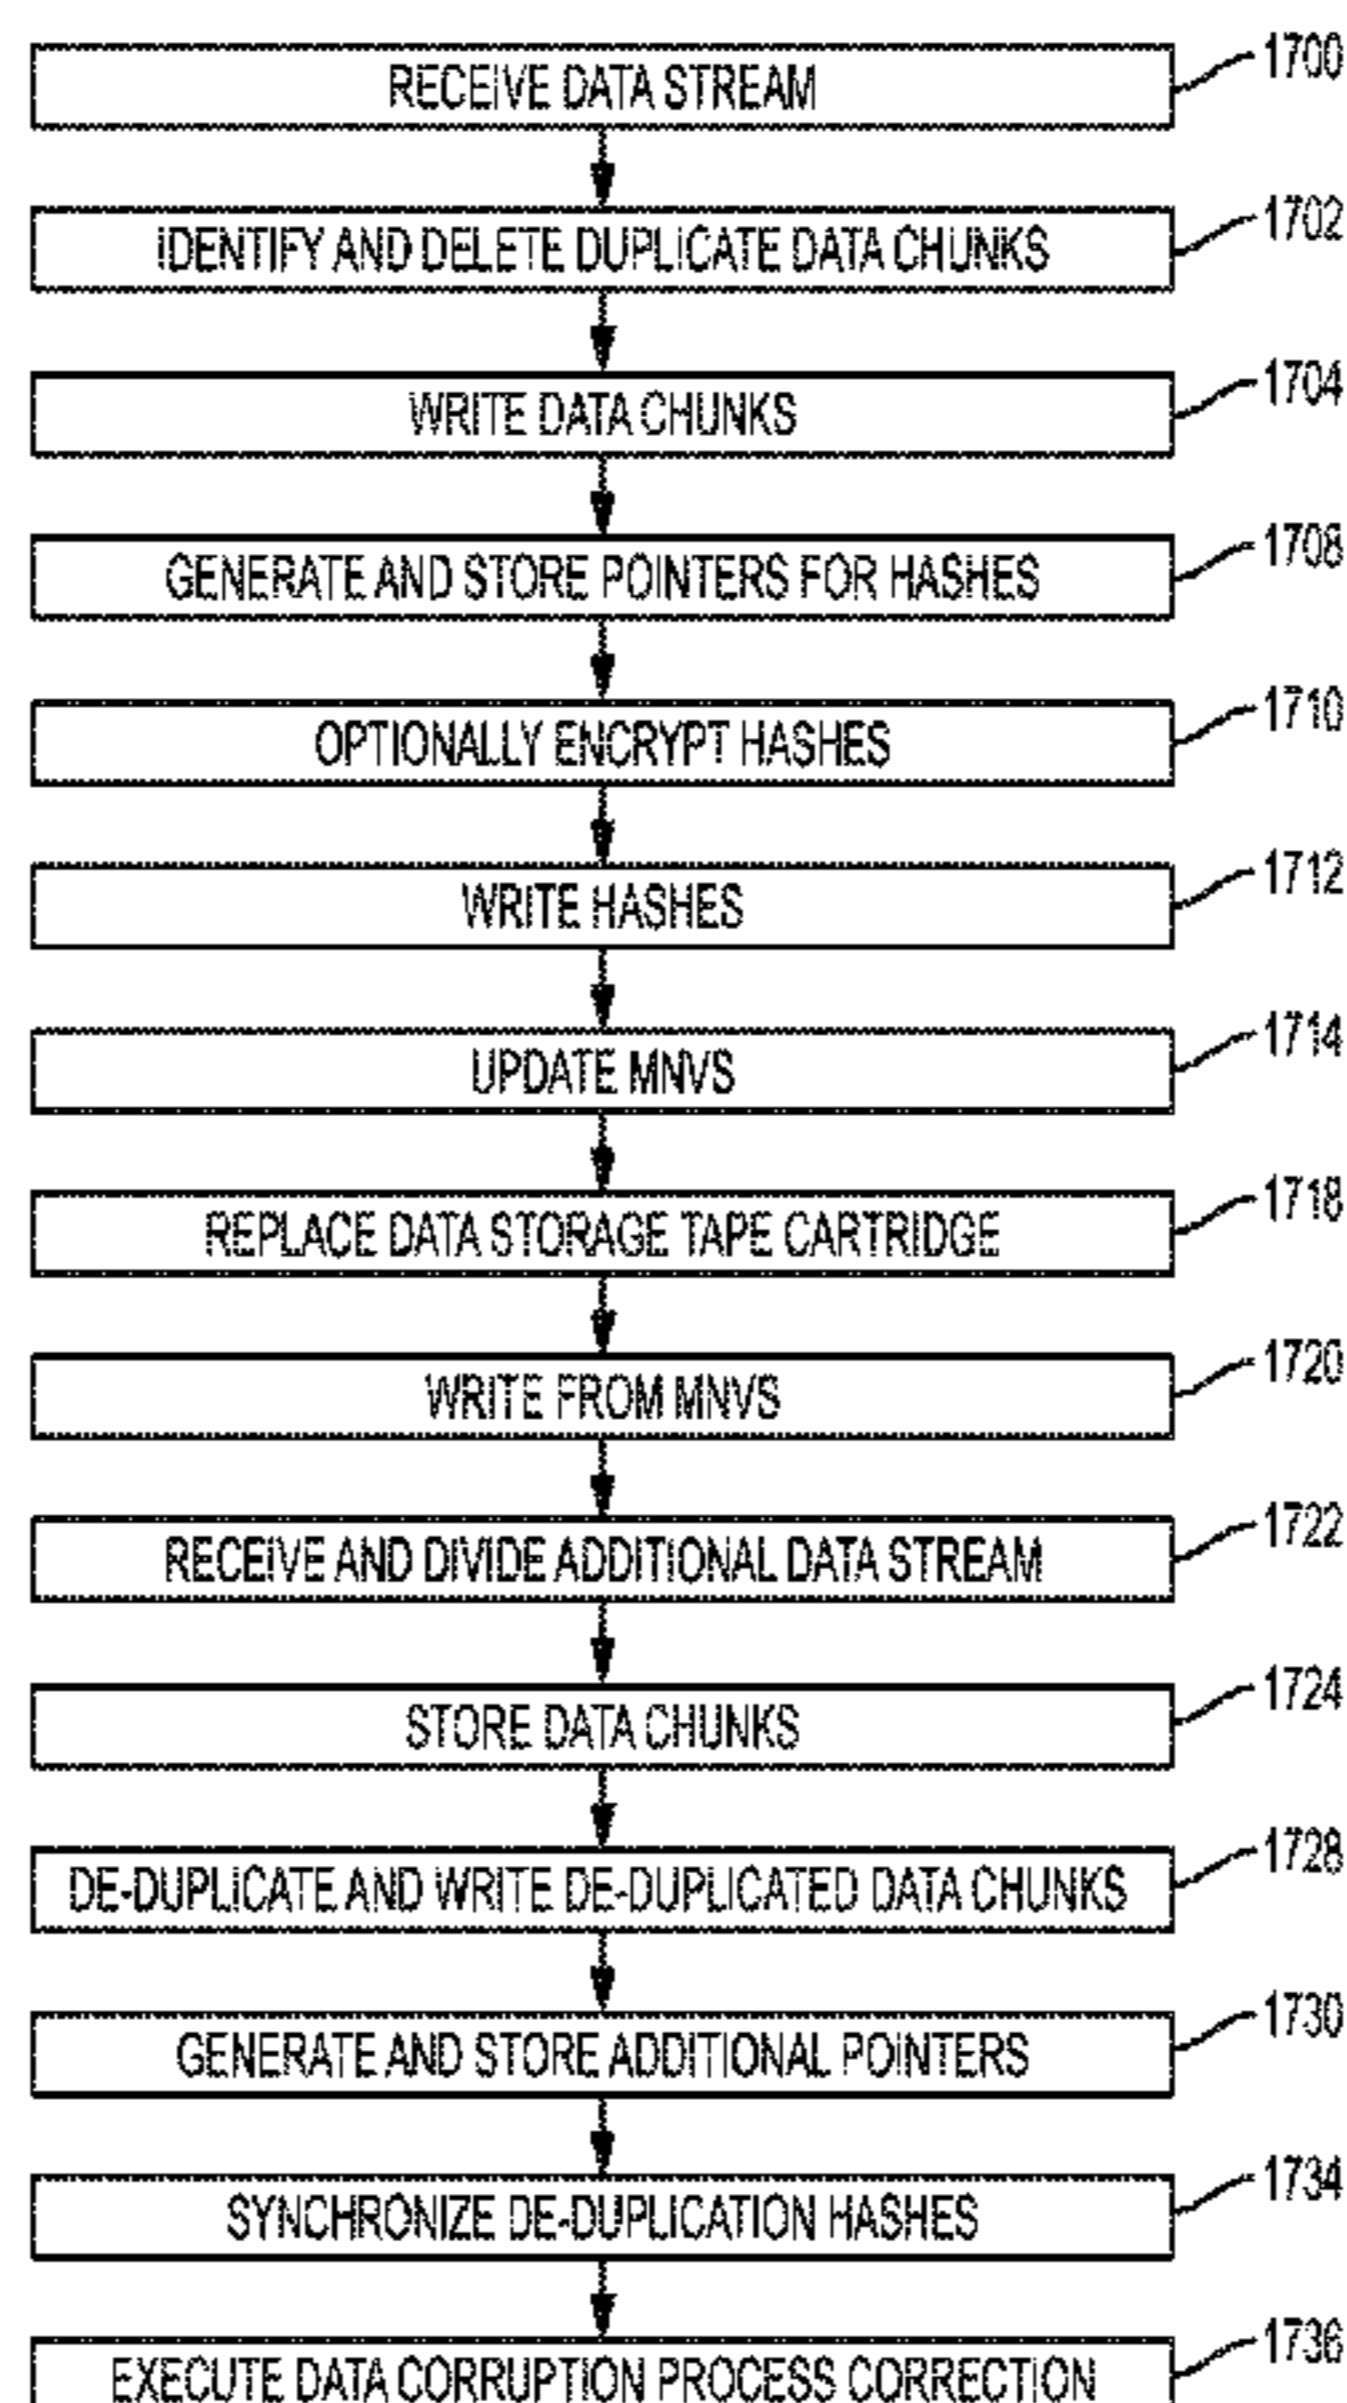 RECEIVE DATA STREAM 1700
IDENTIFY AND DELETE DUPLICATE DATA CHUNKS 1702
WRITE DATA CHUNKS 1704
GENERATE AND STORE POINTERS FOR HASHES 1708
OPTIONALLY ENCRYPT HASHES 1710
WRITE HASHES 1712
UPDATE MNVS 1714
REPLACE DATA STORAGE TAPE CARTRIDGE 1718
WRITE FROM MNVS 1720
RECEIVE AND DIVIDE ADDITIONAL DATA STREAM 1722
STORE DATA CHUNKS 1724
DE-DUPLICATE AND WRITE DE-DUPLICATED DATA CHUNKS 1728
GENERATE AND STORE ADDITIONAL POINTERS 1730
SYNCHRONIZE DE-DUPLICATION HASHES 1734
EXECUTE DATA CORRUPTION PROCESS CORRECTION 1736